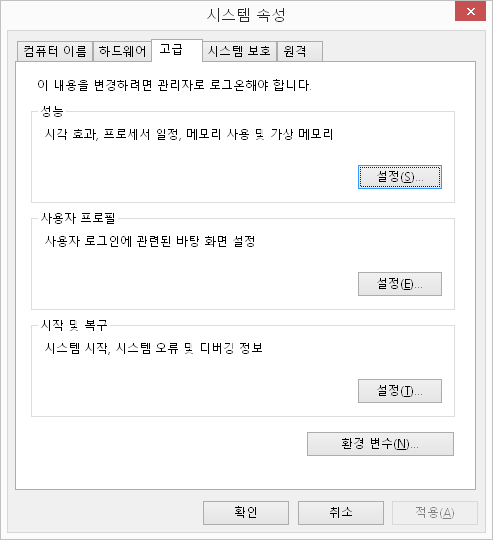 시스템 속성
컴퓨터 이름 하드웨어 고급 시스템 보호 원격
이 내용을 변경하려면 관리자로 로그온해야 합니다.
성능
시각 효과, 프로세서 일정, 메모리 사용 및 가상 메모리
설정(S)...
사용자 프로필
사용자 로그인에 관련된 바탕 화면 설정
설정(E)...
시작 및 복구
시스템 시작, 시스템 오류 및 디버깅 정보
설정(T)...
환경 변수(N)...
확인 취소 적용(A)